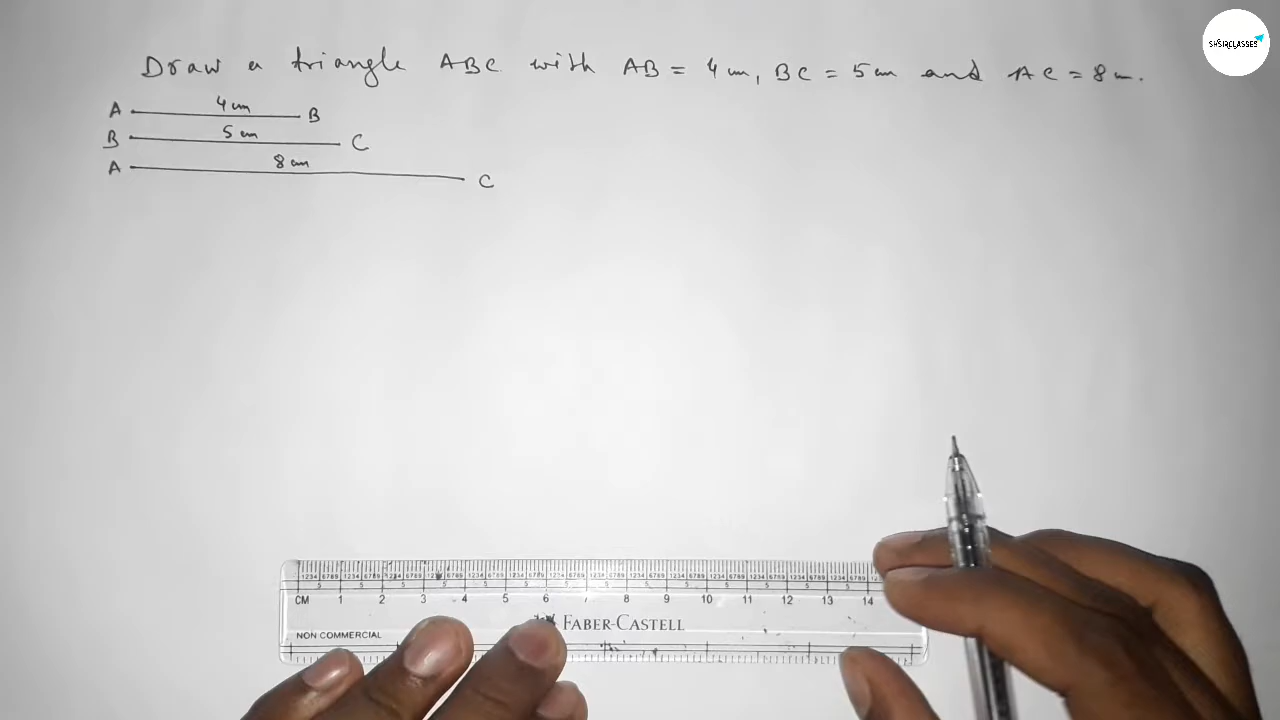 SHSIRCLASSES
Draw a triangle ABC with AB = 4 cm, BC = 5 cm and AC = 8 cm.
A 4 cm B
B 5 cm C
A 8 cm C
CM 1 2 3 4 5 6 7 8 9 10 11 12 13 14
FABER-CASTELL
NON COMMERCIAL